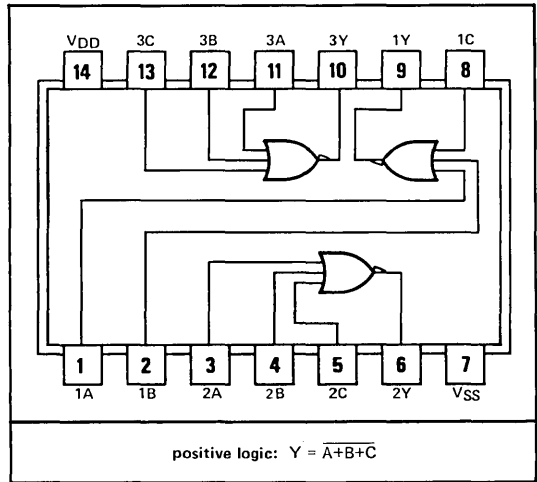 VDD 3C 3B 3A 3Y 1Y 1C
14 13 12 11 10 9 8
1 2 3 4 5 6 7
1A 1B 2A 2B 2C 2Y VSS
positive logic: Y = A+B+C